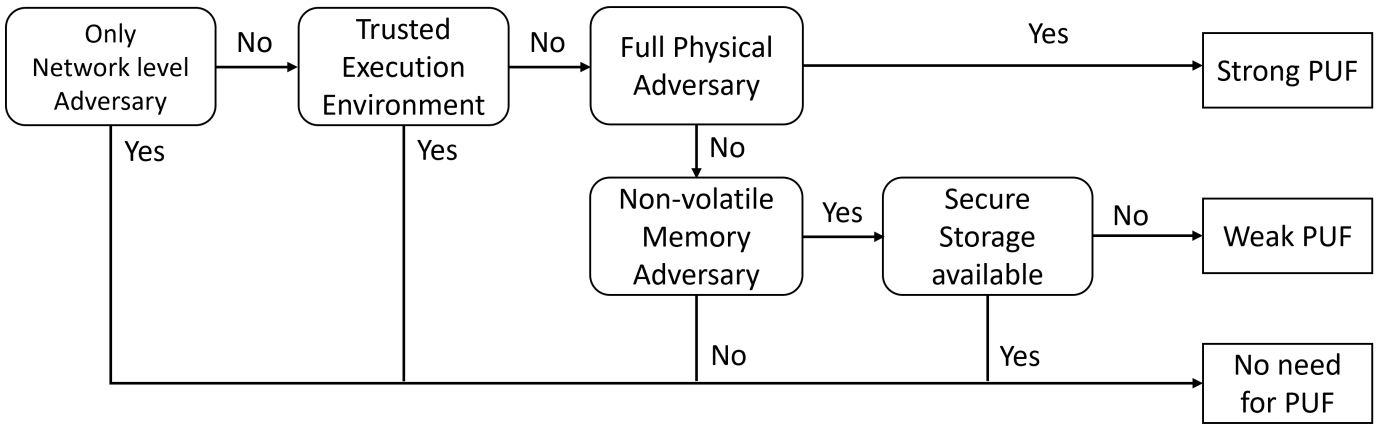 Only
Network level
Adversary
No
Trusted
Execution
Environment
No
Full Physical
Adversary
Yes
Strong PUF
Yes
Yes
No
Non-volatile
Memory
Adversary
Yes
Secure
Storage
available
No
Weak PUF
No
Yes
No need
for PUF